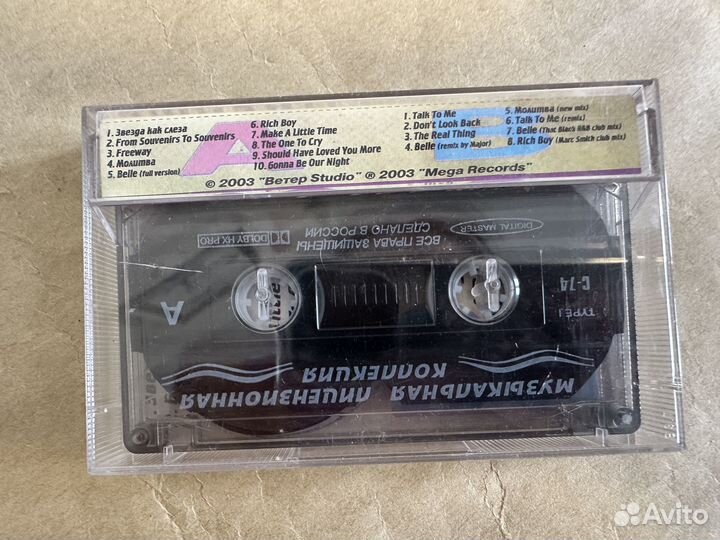 1. Звезда как слеза
2. From Souvenirs To Souvenirs
3. Freeway
4. Молитва
5. Belle (full version)
6. Rich Boy
7. Make A Little Time
8. The One To Cry
9. Should Have Loved You More
10. Gonna Be Our Night
A
1. Talk To Me
2. Don't Look Back
3. The Real Thing
4. Belle (remix by Major)
5. Молитва (new mix)
6. Talk To Me (remix)
7. Belle (That Black R&B club mix)
8. Rich Boy (Marc Smith club mix)
B
© 2003 "Ветер Studio" ® 2003 "Mega Records"
DIGITAL MASTER
ВСЕ ПРАВА ЗАЩИЩЕНЫ
СДЕЛАНО В РОССИИ
DOLBY HX PRO
TYPE I
C-74
A
МУЗЫКАЛЬНАЯ ЛИЦЕНЗИОННАЯ
КОЛЛЕКЦИЯ
Avito